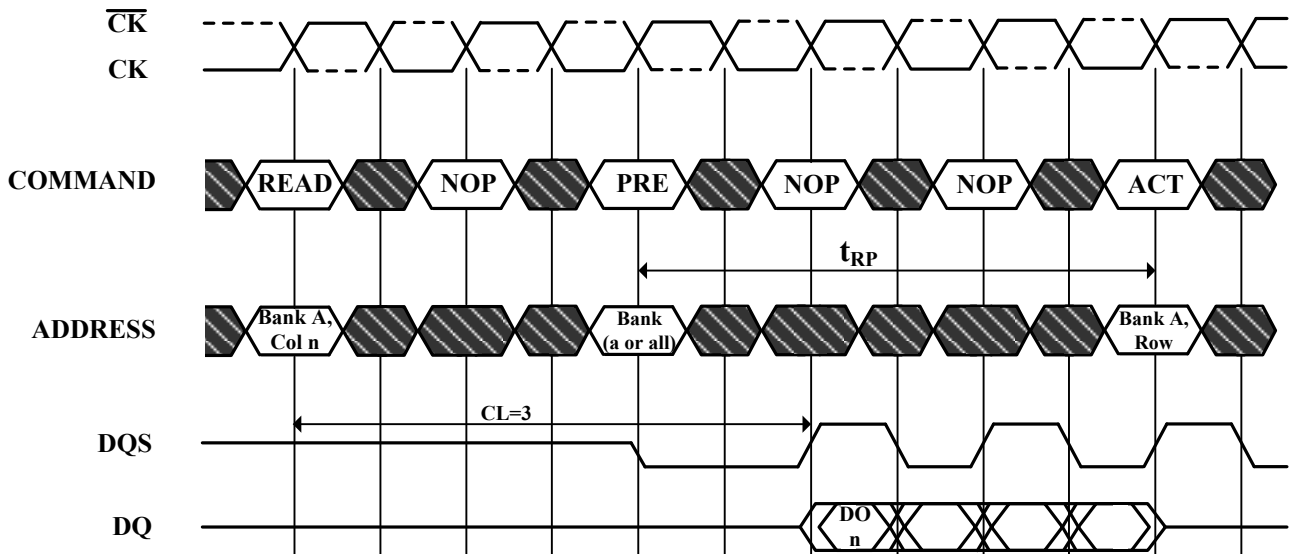 CK
CK
COMMAND READ NOP PRE NOP NOP ACT
tRP
ADDRESS Bank A, Col n Bank (a or all) Bank A, Row
CL=3
DQS
DQ DO n